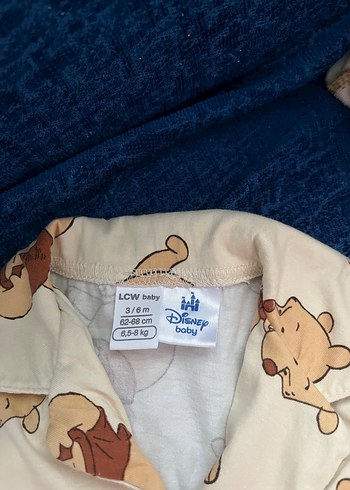 LCW baby
3 / 6 m
62-68 cm
6,5-8 kg
Disney
baby